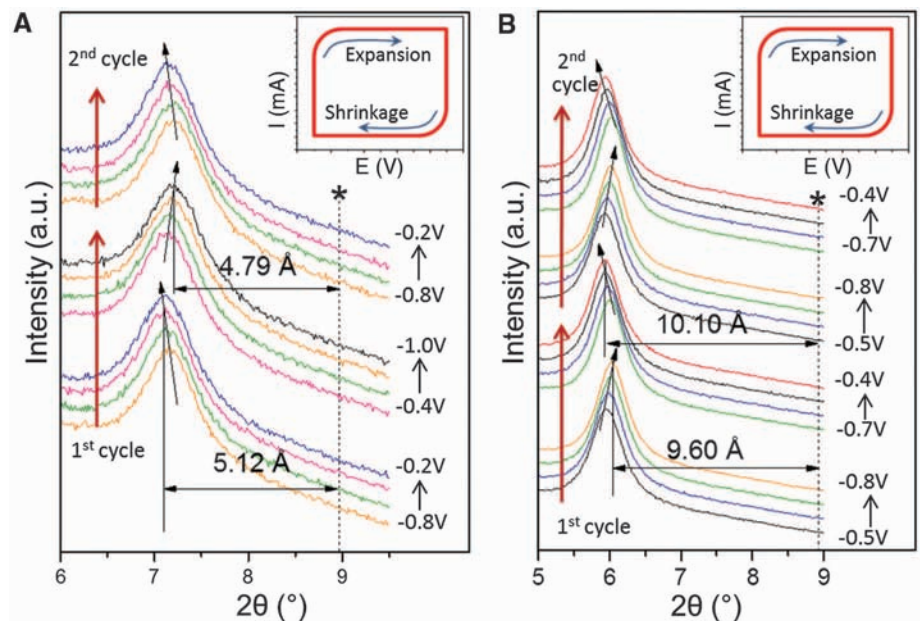 A
2nd cycle
1st cycle
Expansion
Shrinkage
I (mA)
E (V)
*
-0.2V
-0.8V
4.79 Å
-1.0V
-0.4V
-0.2V
5.12 Å
-0.8V
1st cycle
Intensity (a.u.)
6 7 8 9
2θ (°)
B
2nd cycle
Expansion
Shrinkage
I (mA)
E (V)
*
-0.4V
-0.7V
-0.8V
10.10 Å
-0.5V
-0.4V
-0.7V
9.60 Å
-0.8V
1st cycle
-0.5V
Intensity (a.u.)
5 6 7 8 9
2θ (°)